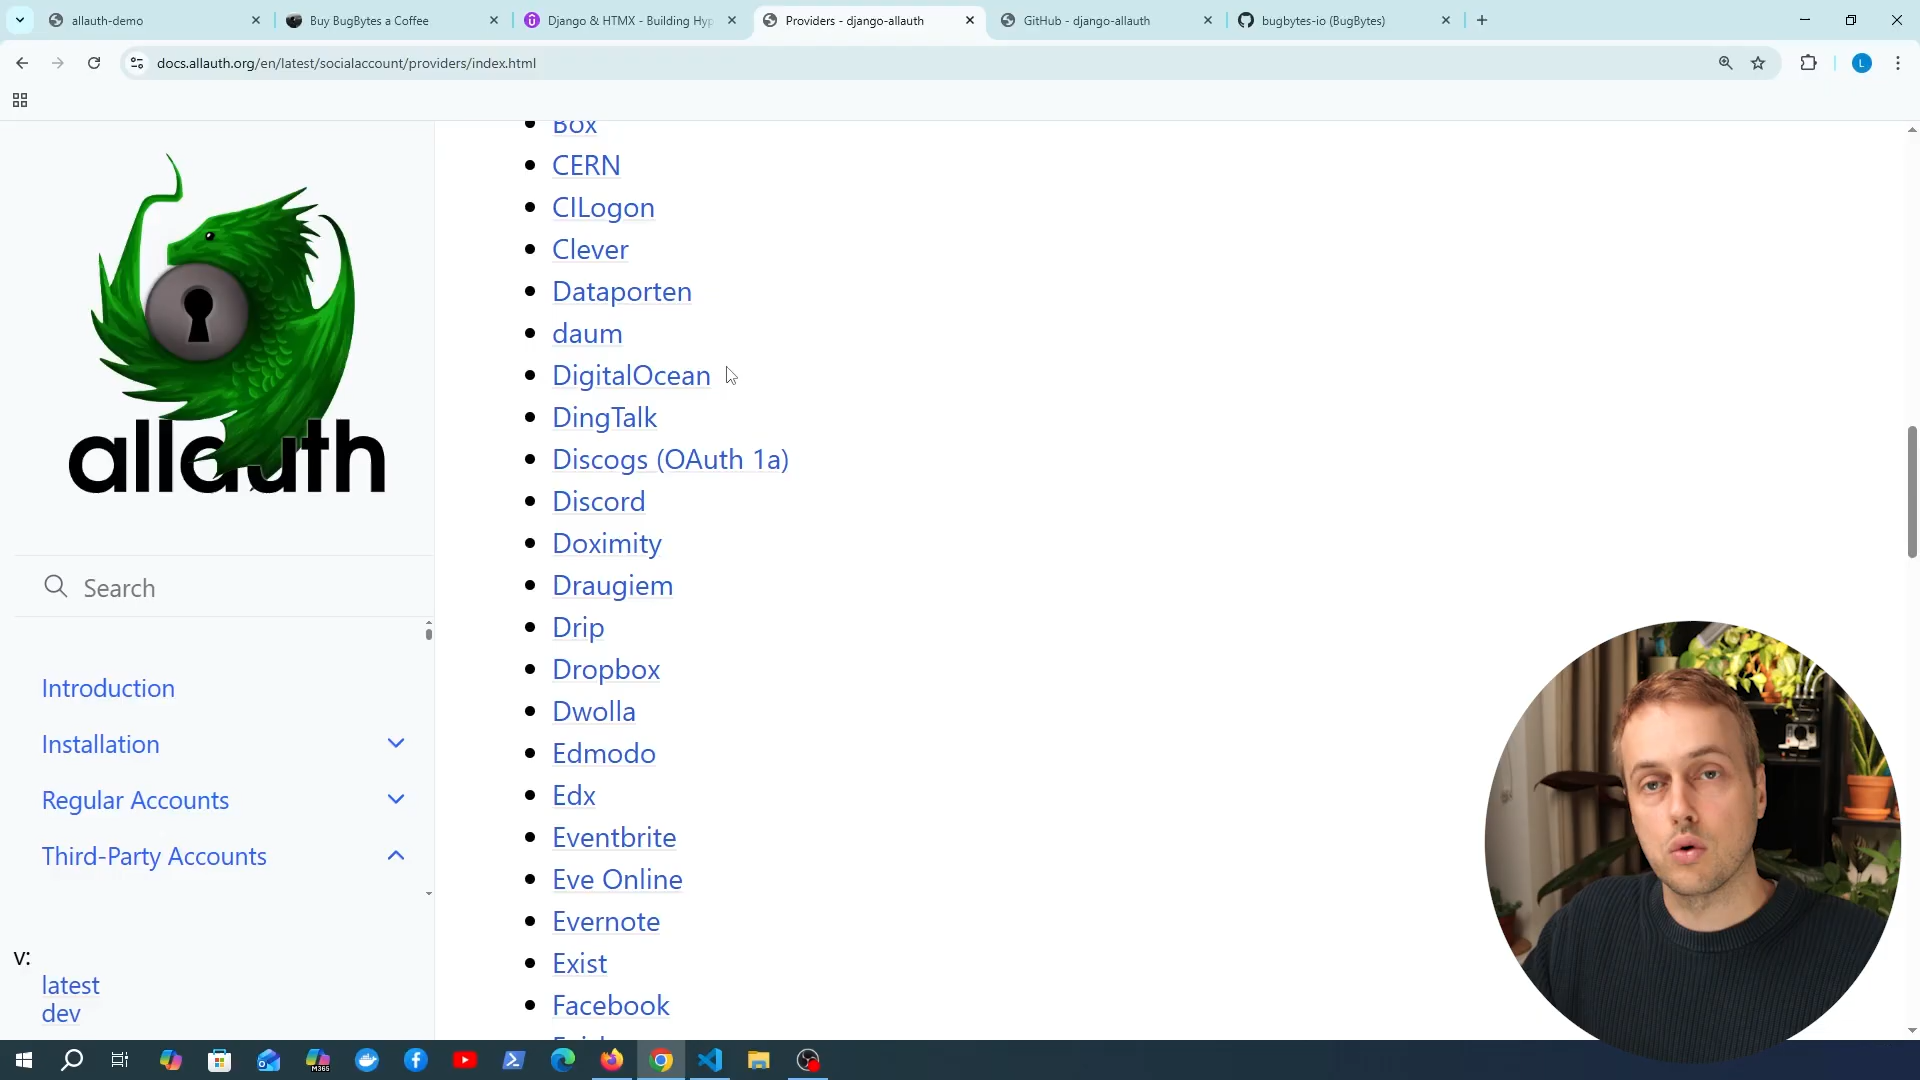 allauth-demo
Buy BugBytes a Coffee
Django & HTMX - Building Hyp
Providers - django-allauth
GitHub - django-allauth
bugbytes-io (BugBytes)
docs.allauth.org/en/latest/socialaccount/providers/index.html
L
allauth
Search
Introduction
Installation
Regular Accounts
Third-Party Accounts
v:
latest
dev
Box
CERN
CILogon
Clever
Dataporten
daum
DigitalOcean
DingTalk
Discogs (OAuth 1a)
Discord
Doximity
Draugiem
Drip
Dropbox
Dwolla
Edmodo
Edx
Eventbrite
Eve Online
Evernote
Exist
Facebook
M365